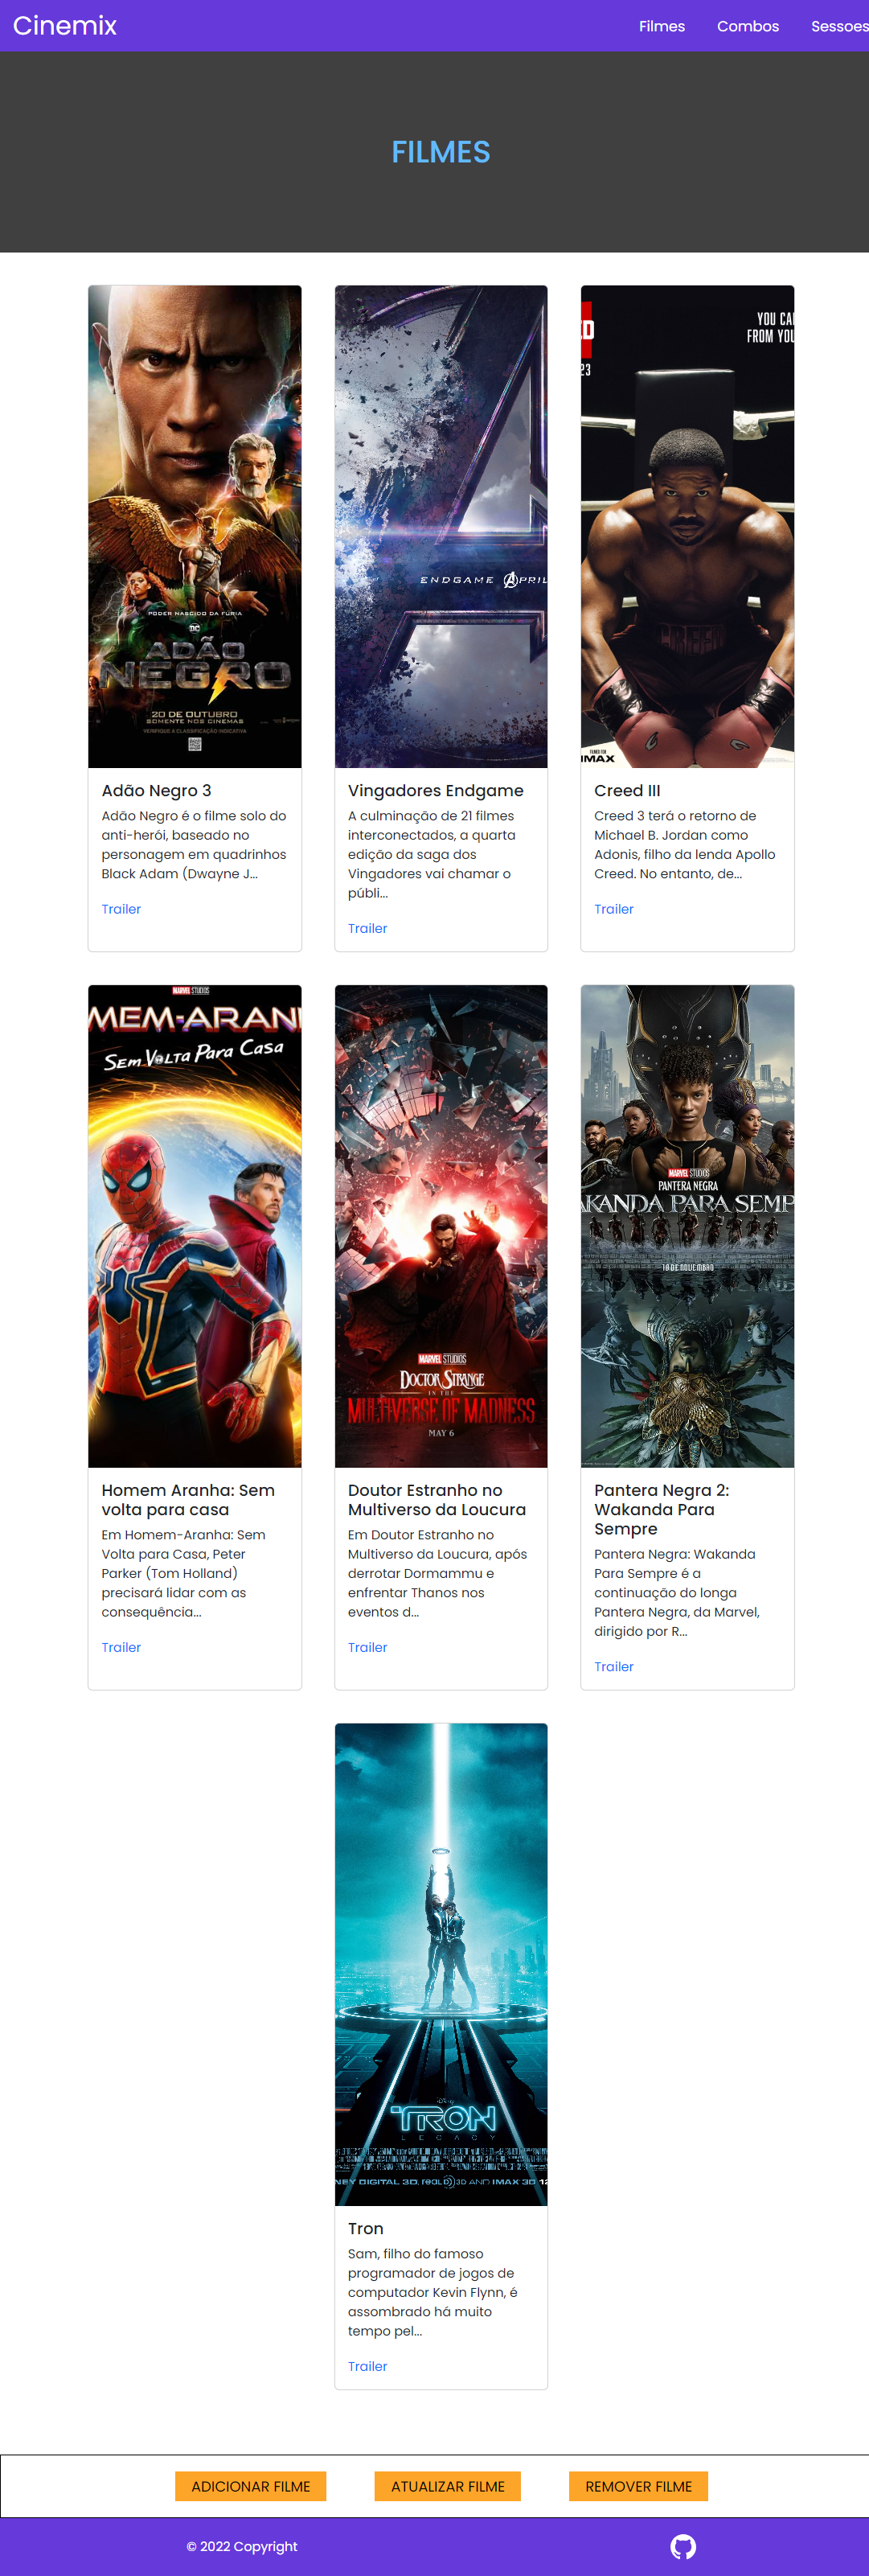 Cinemix
Filmes Combos Sessoes
FILMES
PODER NASCIDO DA FÚRIA
DC
ADÃO
NEGRO
20 DE OUTUBRO
SOMENTE NOS CINEMAS
VERIFIQUE A CLASSIFICAÇÃO INDICATIVA
Adão Negro 3
Adão Negro é o filme solo do
anti-herói, baseado no
personagem em quadrinhos
Black Adam (Dwayne J...
Trailer
ENDGAME APRIL
Vingadores Endgame
A culminação de 21 filmes
interconectados, a quarta
edição da saga dos
Vingadores vai chamar o
públi...
Trailer
D
23
YOU CA
FROM YOU
CREED
FILMED FOR
IMAX
Creed III
Creed 3 terá o retorno de
Michael B. Jordan como
Adonis, filho da lenda Apollo
Creed. No entanto, de...
Trailer
MARVEL STUDIOS
MEM-ARAN
SEM VOLTA PARA CASA
Homem Aranha: Sem
volta para casa
Em Homem-Aranha: Sem
Volta para Casa, Peter
Parker (Tom Holland)
precisará lidar com as
consequência...
Trailer
MARVEL STUDIOS
DOCTOR STRANGE
IN THE
MULTIVERSE OF MADNESS
MAY 6
Doutor Estranho no
Multiverso da Loucura
Em Doutor Estranho no
Multiverso da Loucura, após
derrotar Dormammu e
enfrentar Thanos nos
eventos d...
Trailer
MARVEL STUDIOS
PANTERA NEGRA
AKANDA PARA SEMP
10 DE NOVEMBRO
Pantera Negra 2:
Wakanda Para
Sempre
Pantera Negra: Wakanda
Para Sempre é a
continuação do longa
Pantera Negra, da Marvel,
dirigido por R...
Trailer
TRON
LEGACY
NEY DIGITAL 3D, REAL D 3D AND IMAX 3D 12
Tron
Sam, filho do famoso
programador de jogos de
computador Kevin Flynn, é
assombrado há muito
tempo pel...
Trailer
ADICIONAR FILME ATUALIZAR FILME REMOVER FILME
© 2022 Copyright